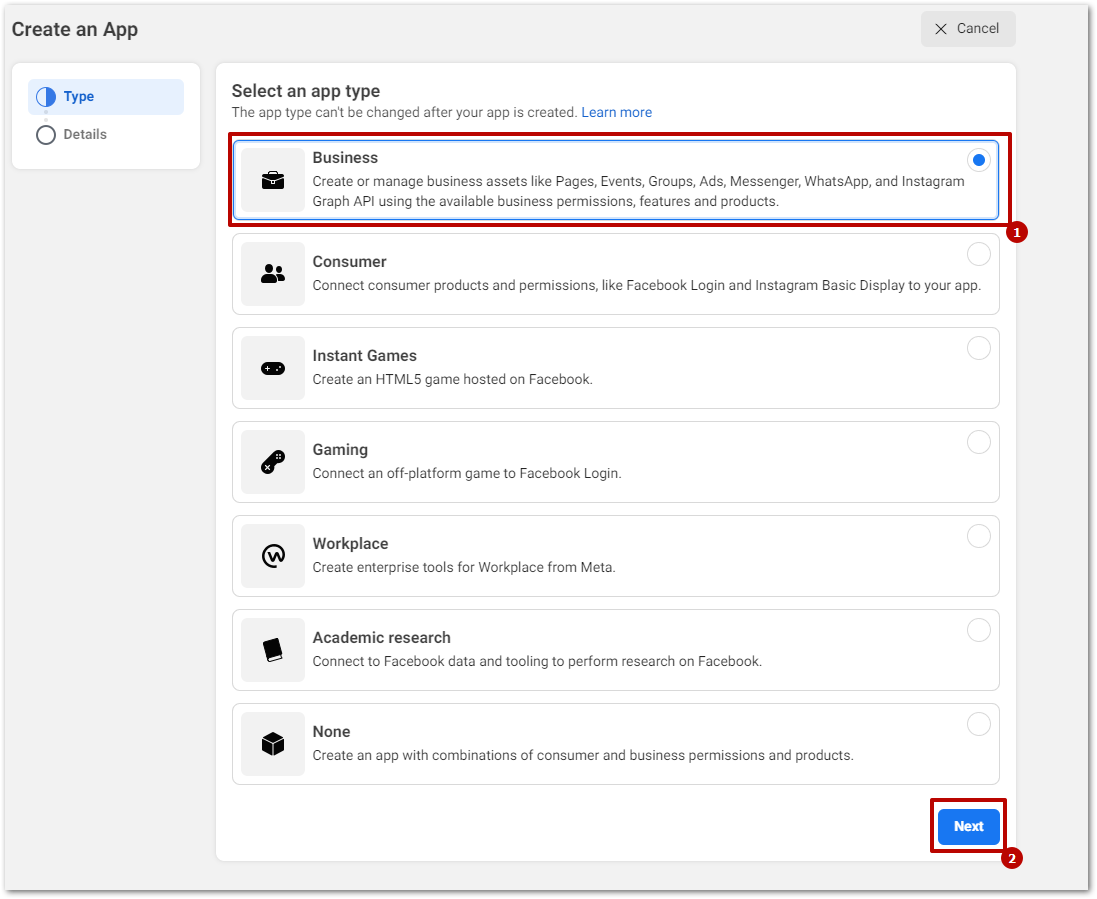 Create an App
Cancel
Type
Details
Select an app type
The app type can't be changed after your app is created. Learn more
Business
Create or manage business assets like Pages, Events, Groups, Ads, Messenger, WhatsApp, and Instagram
Graph API using the available business permissions, features and products.
1
Consumer
Connect consumer products and permissions, like Facebook Login and Instagram Basic Display to your app.
Instant Games
Create an HTML5 game hosted on Facebook.
Gaming
Connect an off-platform game to Facebook Login.
Workplace
Create enterprise tools for Workplace from Meta.
Academic research
Connect to Facebook data and tooling to perform research on Facebook.
None
Create an app with combinations of consumer and business permissions and products.
Next
2